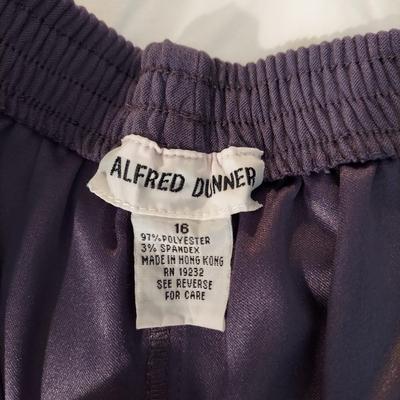 ALFRED DUNNER
16
97% POLYESTER
3% SPANDEX
MADE IN HONG KONG
RN 19232
SEE REVERSE
FOR CARE